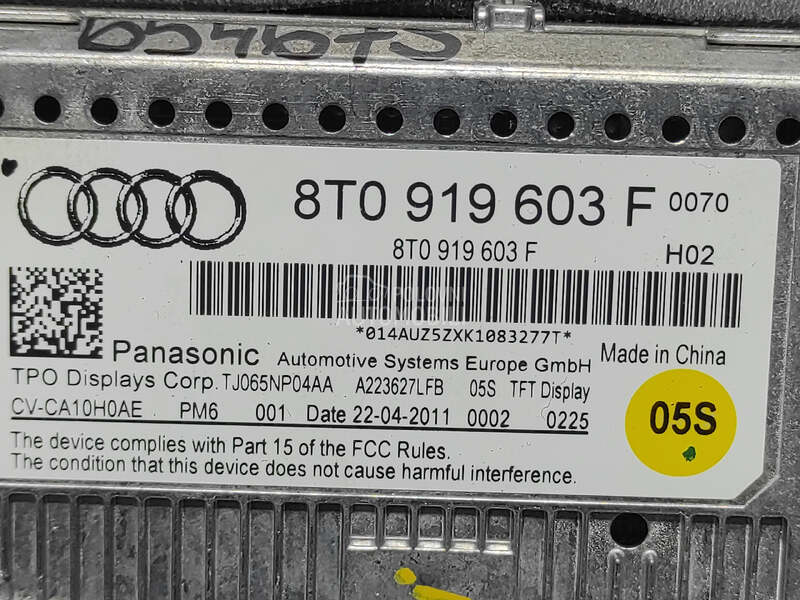 8T0 919 603 F 0070
8T0 919 603 F H02
POLOVNI
AUTOMOBILI
*014AUZ5ZXK1083277T*
Panasonic Automotive Systems Europe GmbH Made in China
TPO Displays Corp. TJ065NP04AA A223627LFB 05S TFT Display
CV-CA10H0AE PM6 001 Date 22-04-2011 0002 0225
05S
The device complies with Part 15 of the FCC Rules.
The condition that this device does not cause harmful interference.